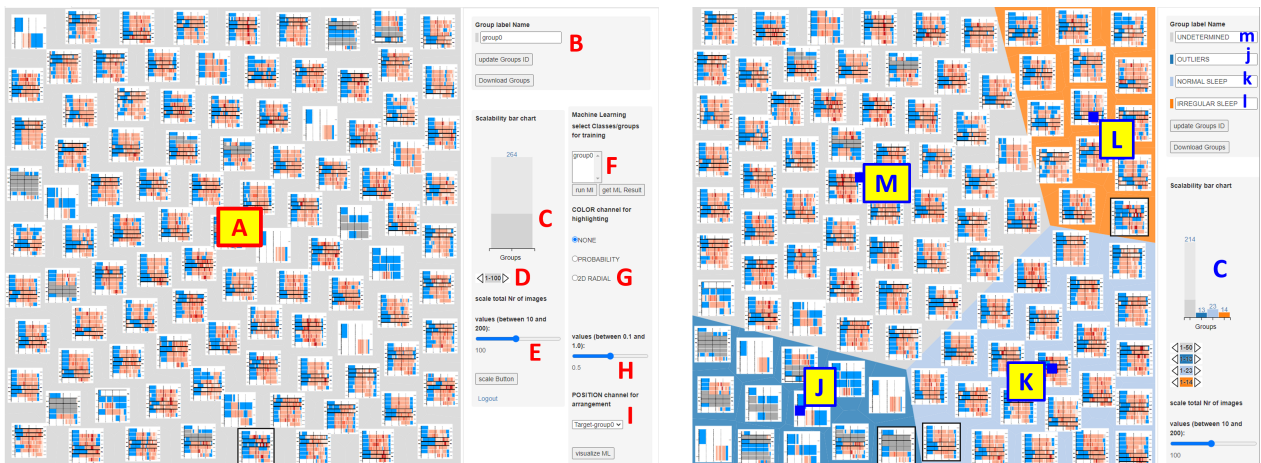 Group label Name
group0
B
update Groups ID
Download Groups
Scalability bar chart
264
C
Groups
1-100
D
scale total Nr of images
values (between 10 and
200):
E
100
scale Button
Logout
Machine Learning
select Classes/groups
for training
group0
F
run Ml
get ML Result
COLOR channel for
highlighting
NONE
PROBABILITY
G
2D RADIAL
values (between 0.1 and
1.0):
H
0.5
POSITION channel for
arrangement
I
Target-group0
visualize ML
A
Group label Name
UNDETERMINED
m
OUTLIERS
j
NORMAL SLEEP
k
IRREGULAR SLEEP
l
update Groups ID
Download Groups
Scalability bar chart
214
C
13
23
14
Groups
1-50
1-13
1-23
1-14
scale total Nr of images
values (between 10 and
200):
100
L
M
K
J